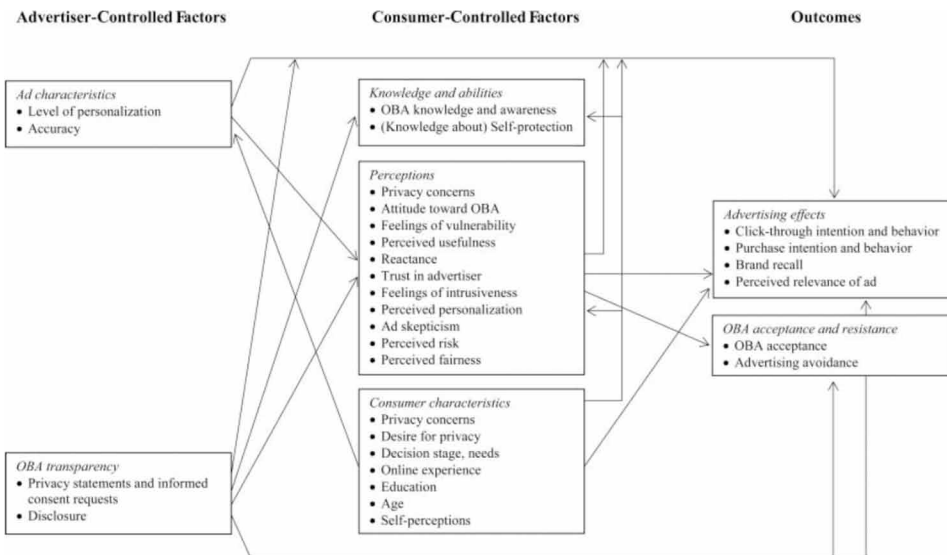 Advertiser-Controlled Factors
Consumer-Controlled Factors
Outcomes
Ad characteristics
• Level of personalization
• Accuracy
OBA transparency
• Privacy statements and informed
consent requests
• Disclosure
Knowledge and abilities
• OBA knowledge and awareness
• (Knowledge about) Self-protection
Perceptions
• Privacy concerns
• Attitude toward OBA
• Feelings of vulnerability
• Perceived usefulness
• Reactance
• Trust in advertiser
• Feelings of intrusiveness
• Perceived personalization
• Ad skepticism
• Perceived risk
• Perceived fairness
Consumer characteristics
• Privacy concerns
• Desire for privacy
• Decision stage, needs
• Online experience
• Education
• Age
• Self-perceptions
Advertising effects
• Click-through intention and behavior
• Purchase intention and behavior
• Brand recall
• Perceived relevance of ad
OBA acceptance and resistance
• OBA acceptance
• Advertising avoidance